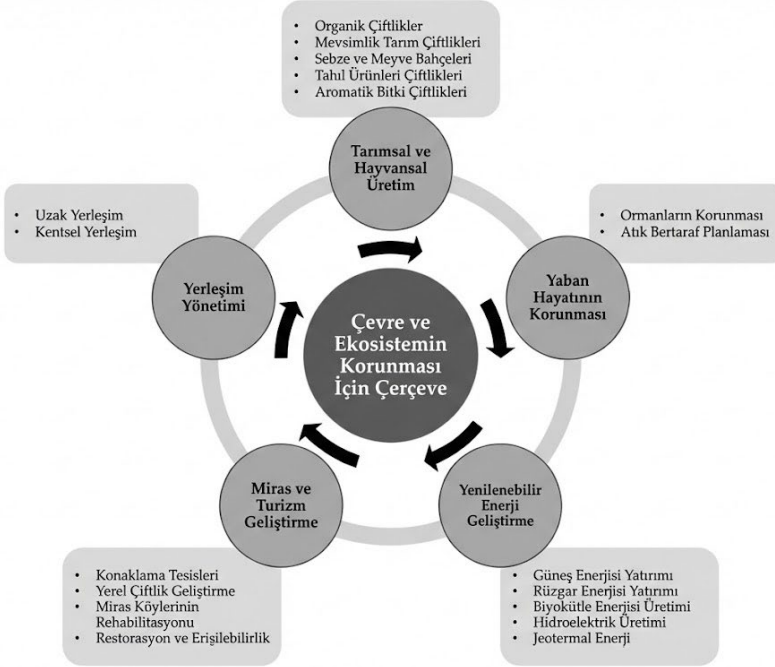 Organik Çiftlikler
Mevsimlik Tarım Çiftlikleri
Sebze ve Meyve Bahçeleri
Tahıl Ürünleri Çiftlikleri
Aromatik Bitki Çiftlikleri
Tarımsal ve
Hayvansal
Üretim
Ormanların Korunması
Atık Bertaraf Planlaması
Yaban
Hayatının
Korunması
Yenilenebilir
Enerji
Geliştirme
Güneş Enerjisi Yatırımı
Rüzgar Enerjisi Yatırımı
Biyokütle Enerjisi Üretimi
Hidroelektrik Üretimi
Jeotermal Enerji
Miras ve
Turizm
Geliştirme
Konaklama Tesisleri
Yerel Çiftlik Geliştirme
Miras Köylerinin
Rehabilitasyonu
Restorasyon ve Erişilebilirlik
Uzak Yerleşim
Kentsel Yerleşim
Yerleşim
Yönetimi
Çevre ve
Ekosistemin
Korunması
İçin Çerçeve